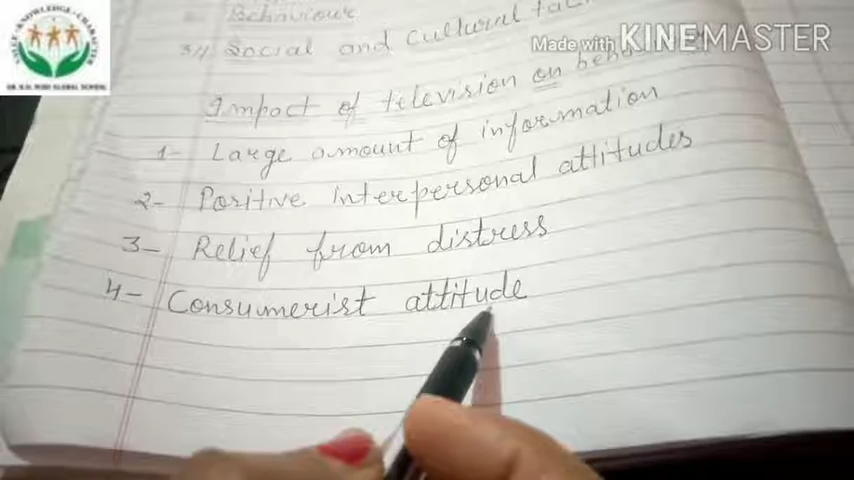 Behaviour
3- Social and cultural
Made with KINEMASTER
Impact of television on
1- Large amount of information
2- Positive interpersonal attitudes
3- Relief from distress
4- Consumerist attitude